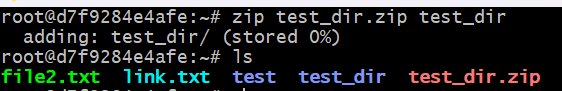 root@d7f9284e4afe:~# zip test_dir.zip test_dir
  adding: test_dir/ (stored 0%)
root@d7f9284e4afe:~# ls
file2.txt  link.txt  test  test_dir  test_dir.zip